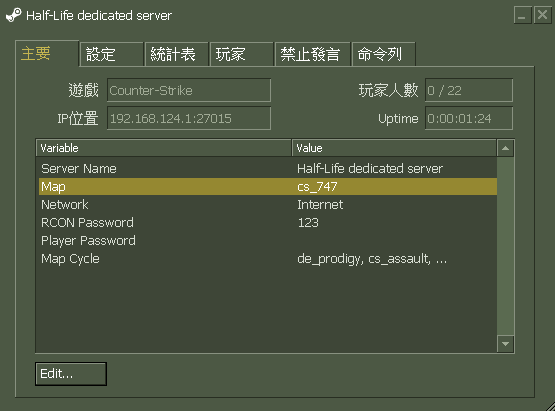 Half-Life dedicated server
主要 設定 統計表 玩家 禁止發言 命令列
遊戲 Counter-Strike 玩家人數 0 / 22
IP位置 192.168.124.1:27015 Uptime 0:00:01:24
Variable Value
Server Name Half-Life dedicated server
Map cs_747
Network Internet
RCON Password 123
Player Password
Map Cycle de_prodigy, cs_assault, ...
Edit...